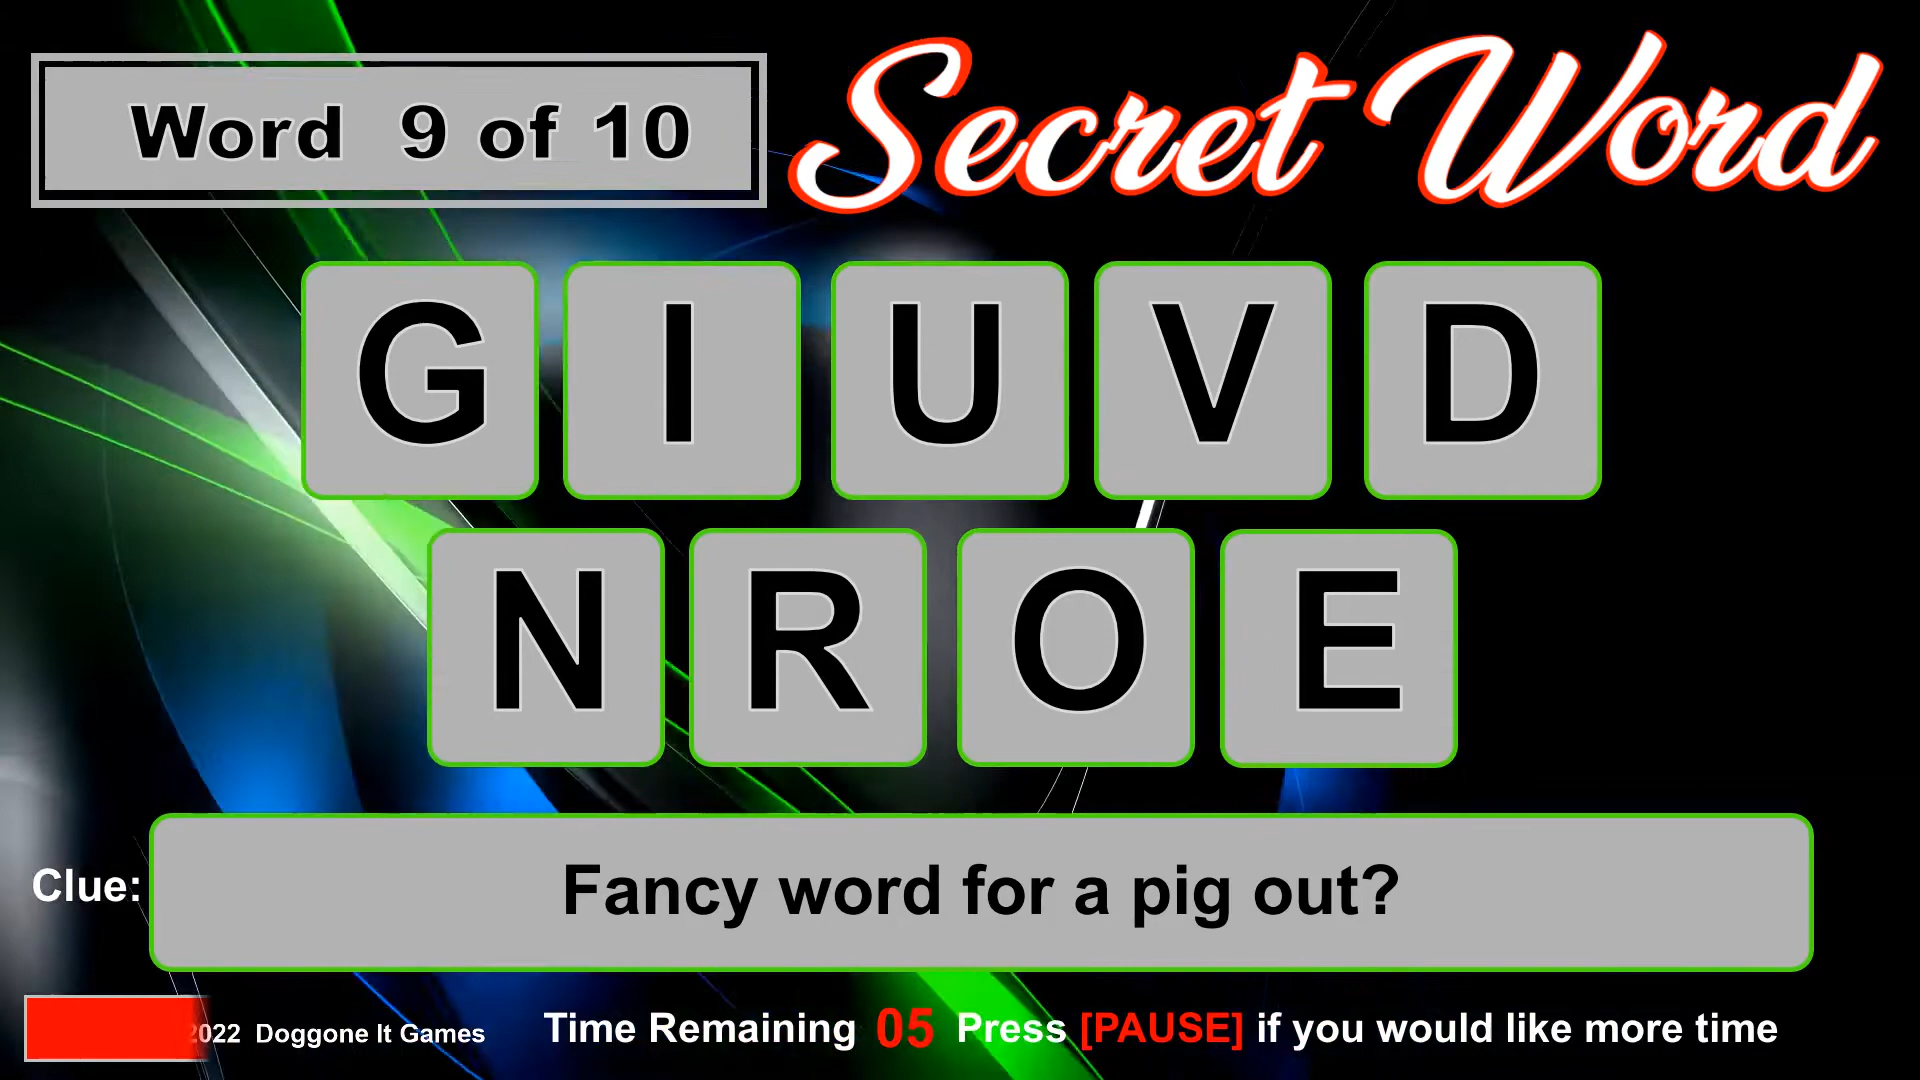 Word 9 of 10
Secret Word
G I U V D
N R O E
Clue: Fancy word for a pig out?
2022 Doggone It Games
Time Remaining 05 Press [PAUSE] if you would like more time